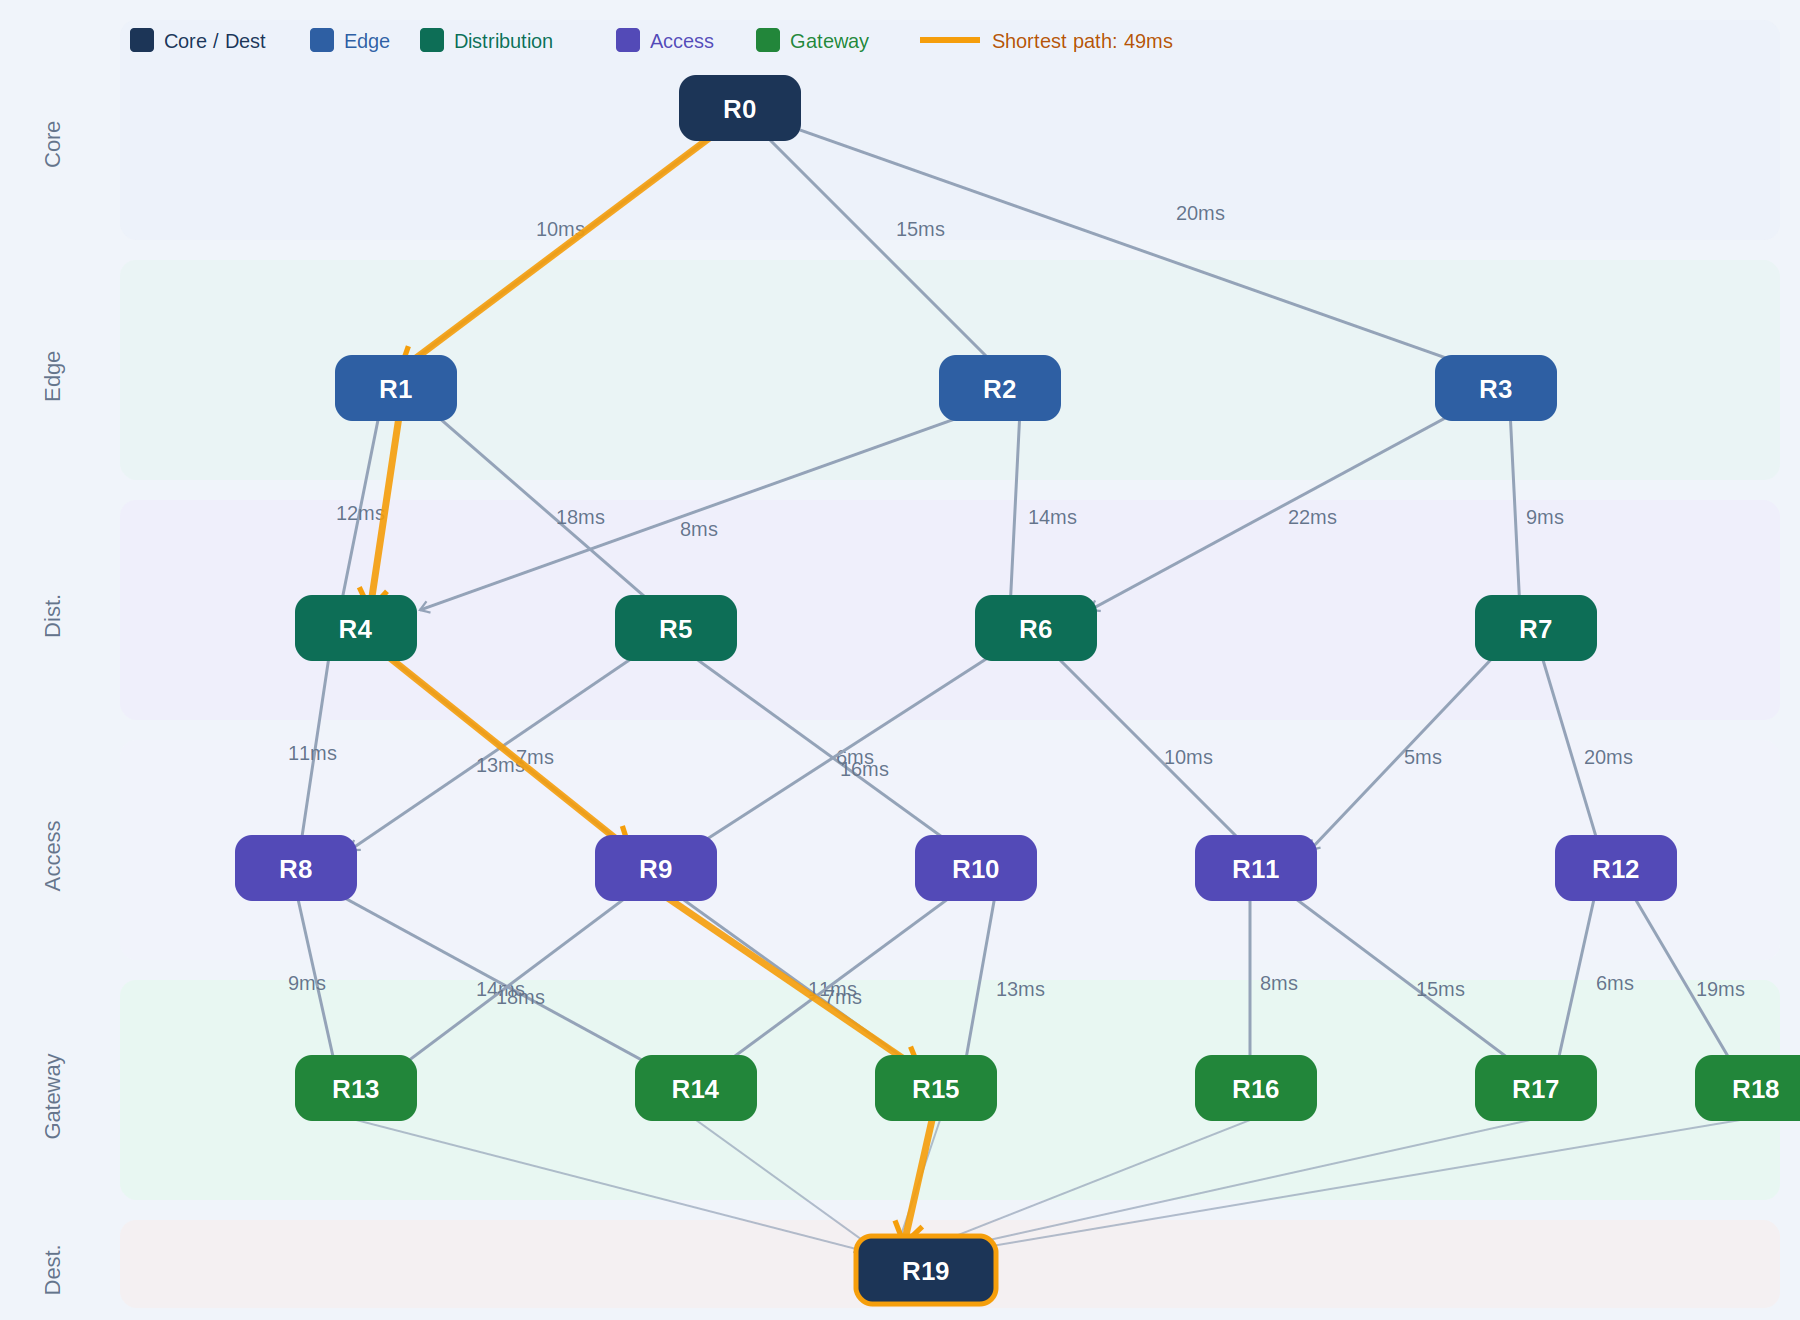 Core / Dest
Edge
Distribution
Access
Gateway
Shortest path: 49ms
Core
R0
10ms
15ms
20ms
Edge
R1
R2
R3
12ms
18ms
8ms
14ms
22ms
9ms
Dist.
R4
R5
R6
R7
11ms
13ms
7ms
6ms
16ms
10ms
5ms
20ms
Access
R8
R9
R10
R11
R12
9ms
14ms
18ms
11ms
7ms
13ms
8ms
15ms
6ms
19ms
Gateway
R13
R14
R15
R16
R17
R18
Dest.
R19